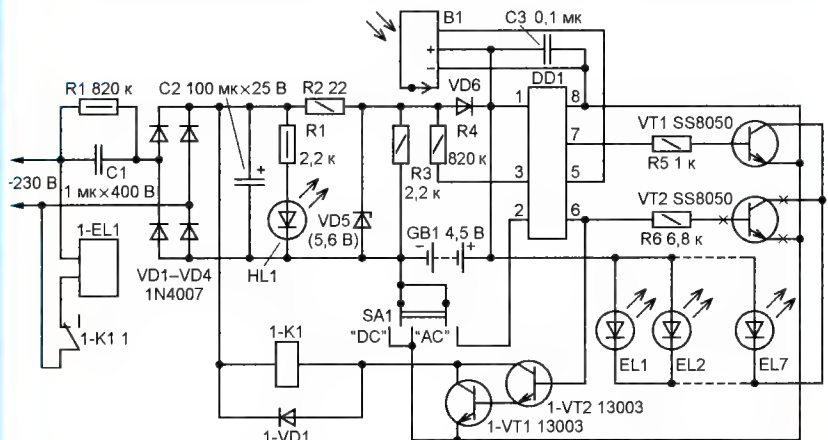 B1
C3 0,1 мк
+
−
R1 820 к
C2 100 мк×25 В
R2 22
VD6
DD1
1
8
VT1 SS8050
R1
2,2 к
R4
820 к
7
R5 1 к
C1
+
R3
2,2 к
3
5
VT2 SS8050
-230 В
1 мк×400 В
VD5
(5,6 В)
GB1 4,5 В
−
+
2
6
R6 6,8 к
1-EL1
VD1–VD4
1N4007
HL1
SA1
"DC"
"AC"
1-K1 1
1-K1
EL1
EL2
EL7
1-VT2 13003
1-VT1 13003
1-VD1